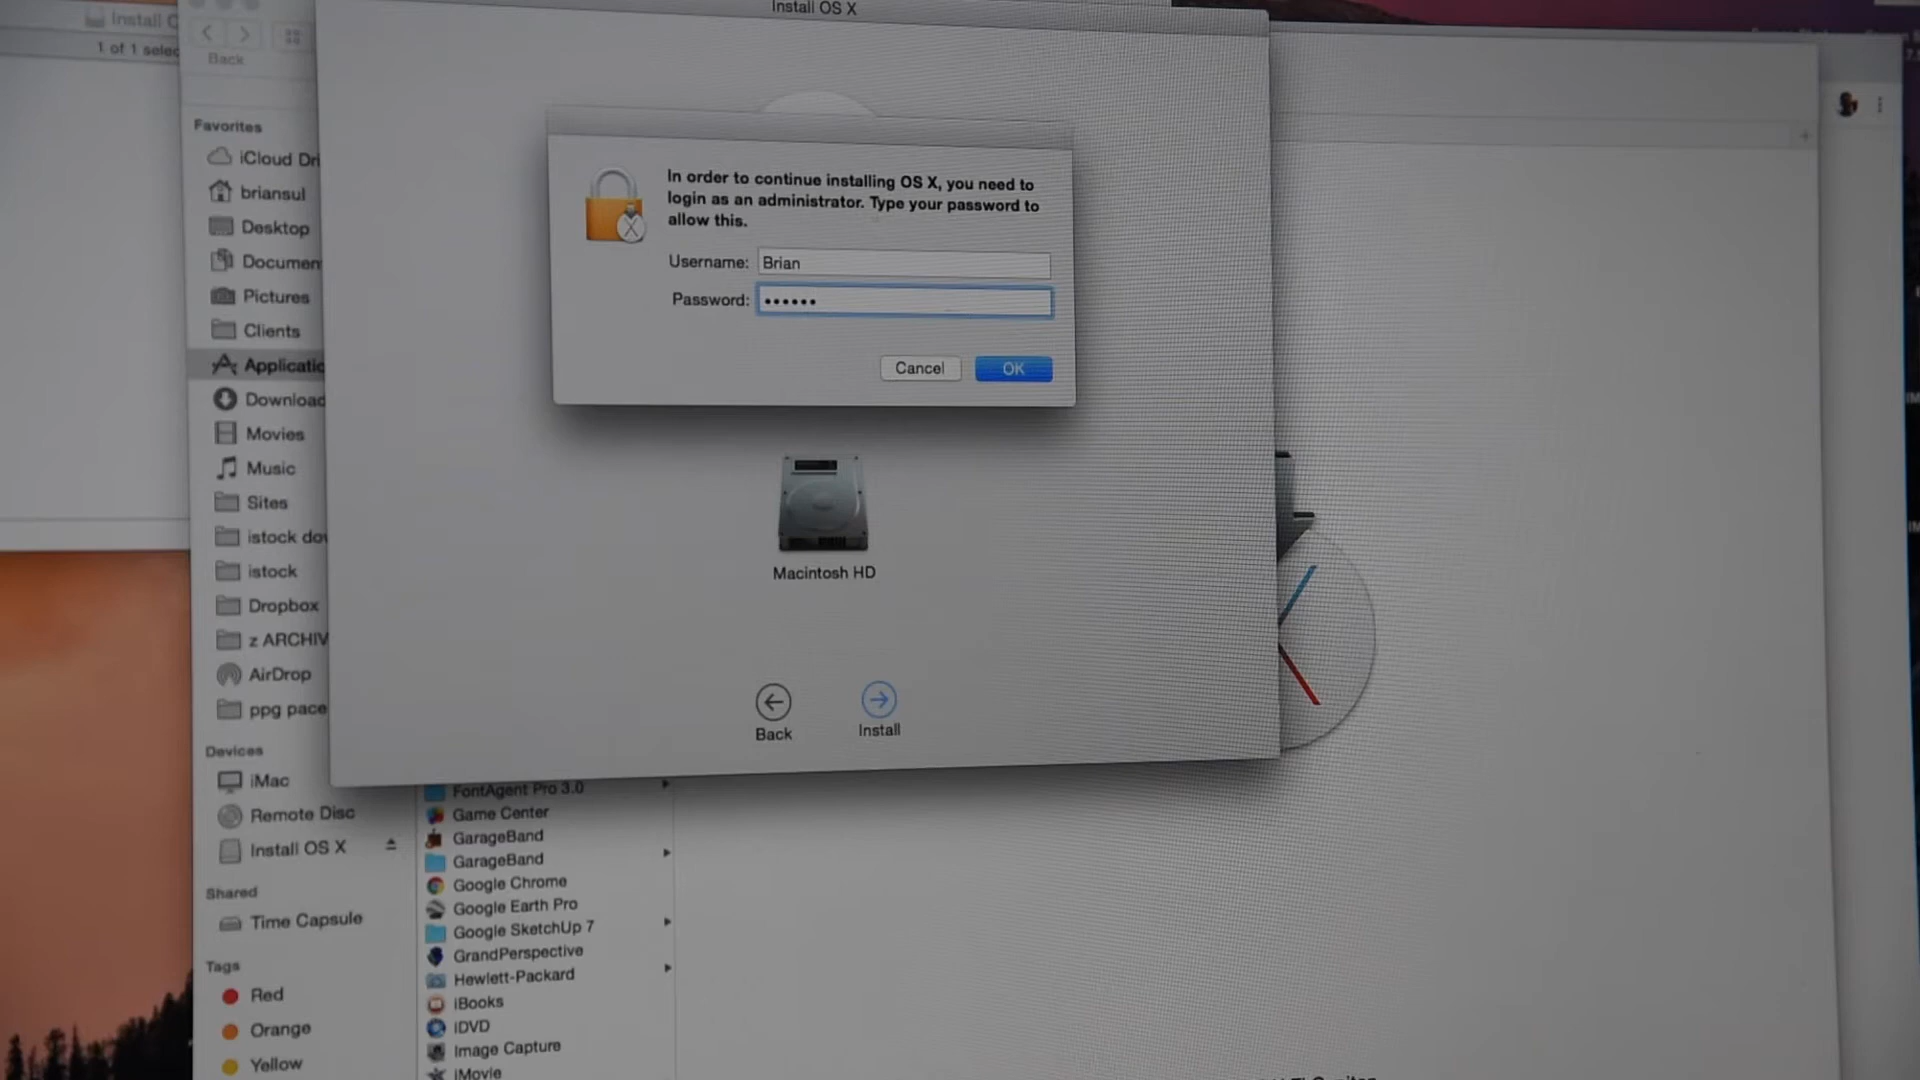 Install OS X
1 of 1 selec
Back
Favorites
iCloud Dri
briansul
Desktop
Documen
Pictures
Clients
Applicatio
Download
Movies
Music
Sites
istock dow
istock
Dropbox
z ARCHIV
AirDrop
ppg pace
Devices
iMac
Remote Disc
Install OS X
Shared
Time Capsule
Tags
Red
Orange
Yellow
In order to continue installing OS X, you need to
login as an administrator. Type your password to
allow this.
Username: Brian
Password: ••••••
Cancel
OK
Macintosh HD
Back
Install
FontAgent Pro 3.0
Game Center
GarageBand
GarageBand
Google Chrome
Google Earth Pro
Google SketchUp 7
GrandPerspective
Hewlett-Packard
iBooks
iDVD
Image Capture
iMovie